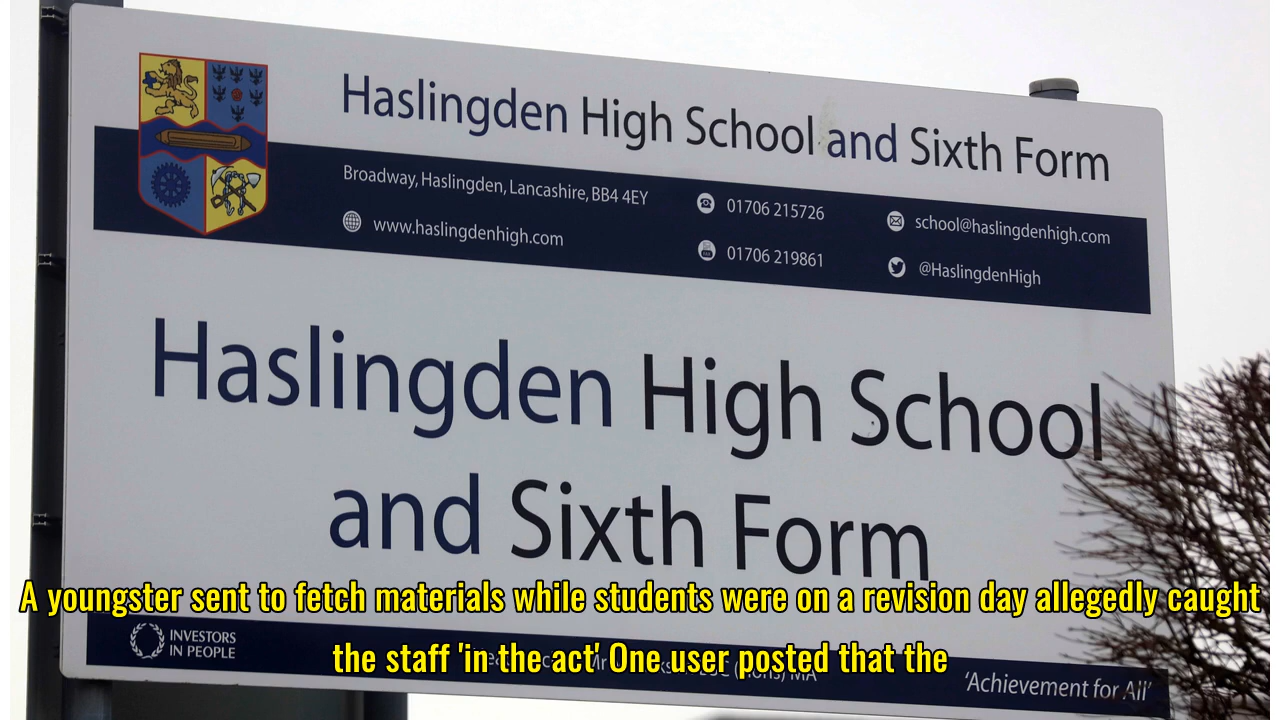 Haslingden High School and Sixth Form
Broadway, Haslingden, Lancashire, BB4 4EY
01706 215726
school@haslingdenhigh.com
www.haslingdenhigh.com
01706 219861
@HaslingdenHigh
Haslingden High School
and Sixth Form
A youngster sent to fetch materials while students were on a revision day allegedly caught
the staff 'in the act' One user posted that the
INVESTORS
IN PEOPLE
MA
'Achievement for All'